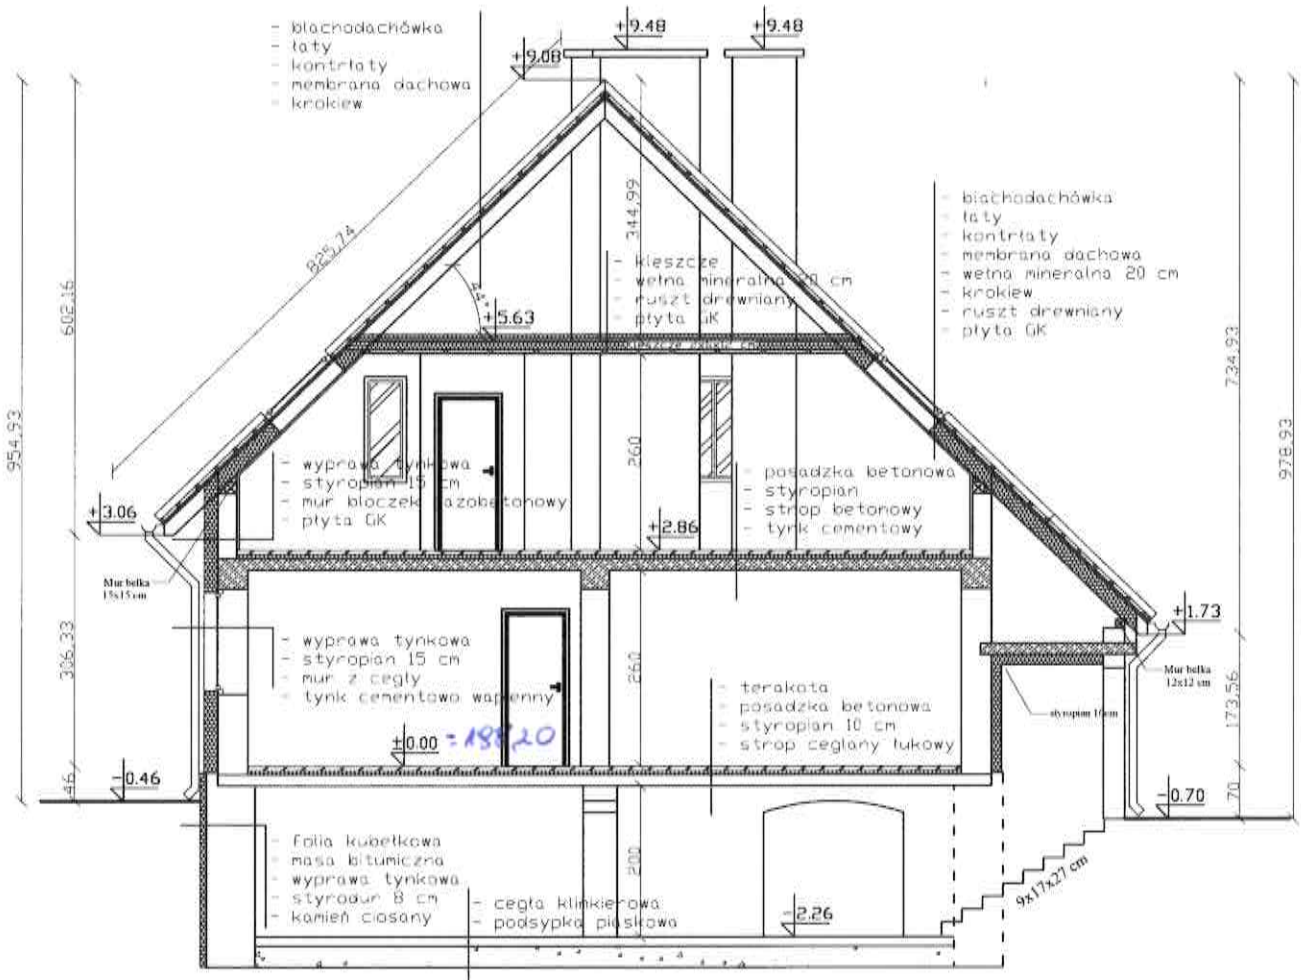 - blachodachówka
- łaty
- kontrłaty
- membrana dachowa
- krokiew
+9.48
+9.48
+9.08
825,74
344,99
- blachodachówka
- łaty
- kontrłaty
- membrana dachowa
- wełna mineralna 20 cm
- krokiew
- ruszt drewniany
- płyta GK
- kleszcze
- wełna mineralna 20 cm
- ruszt drewniany
- płyta GK
44°
+5.63
602,16
954,93
734,93
978,93
- wyprawa tynkowa
- styropian 15 cm
- mur bloczek gazobetonowy
- płyta GK
260
- posadzka betonowa
- styropian
- strop betonowy
- tynk cementowy
+3.06
+2.86
Mur belka
15x15 cm
+1.73
Mur belka
12x12 cm
306,33
- wyprawa tynkowa
- styropian 15 cm
- mur z cegły
- tynk cementowo wapienny
260
- terakota
- posadzka betonowa
- styropian 10 cm
- strop ceglany łukowy
173,56
±0.00 = 198,20
46
-0.46
70
-0.70
- Folia kubełkowa
- masa bitumiczna
- wyprawa tynkowa
- styrodur 8 cm
- kamień ciosany
200
- cegła klinkierowa
- podsypka piaskowa
-2.26
9x17x27 cm